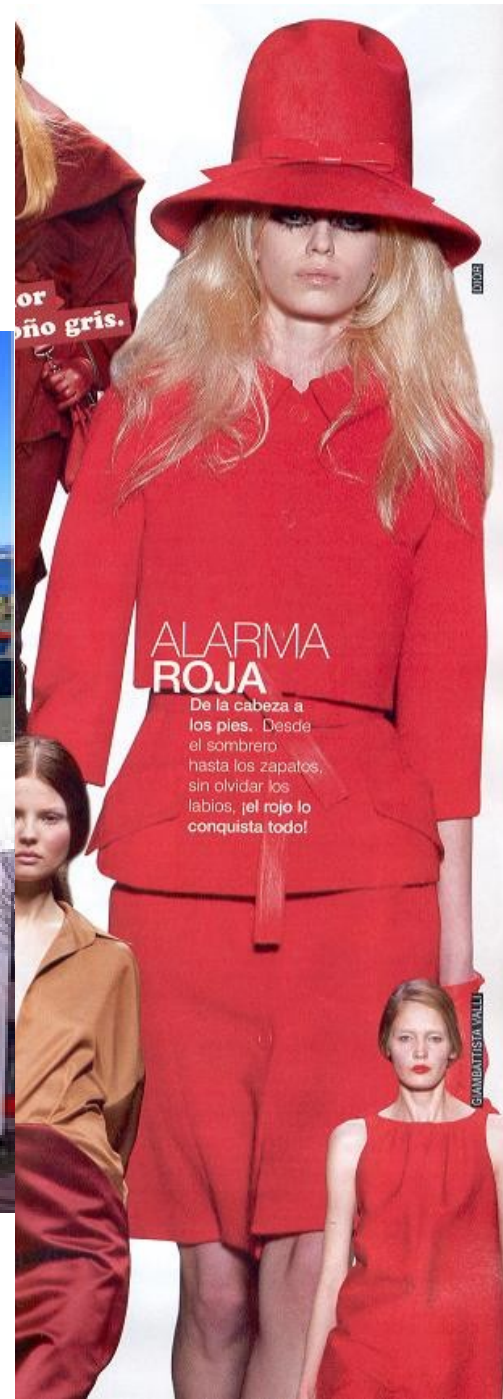 or
oño gris.
DIOR
ALARMA
ROJA
De la cabeza a
los pies. Desde
el sombrero
hasta los zapatos,
sin olvidar los
labios, ¡el rojo lo
conquista todo!
GIAMBATTISTA VALLI